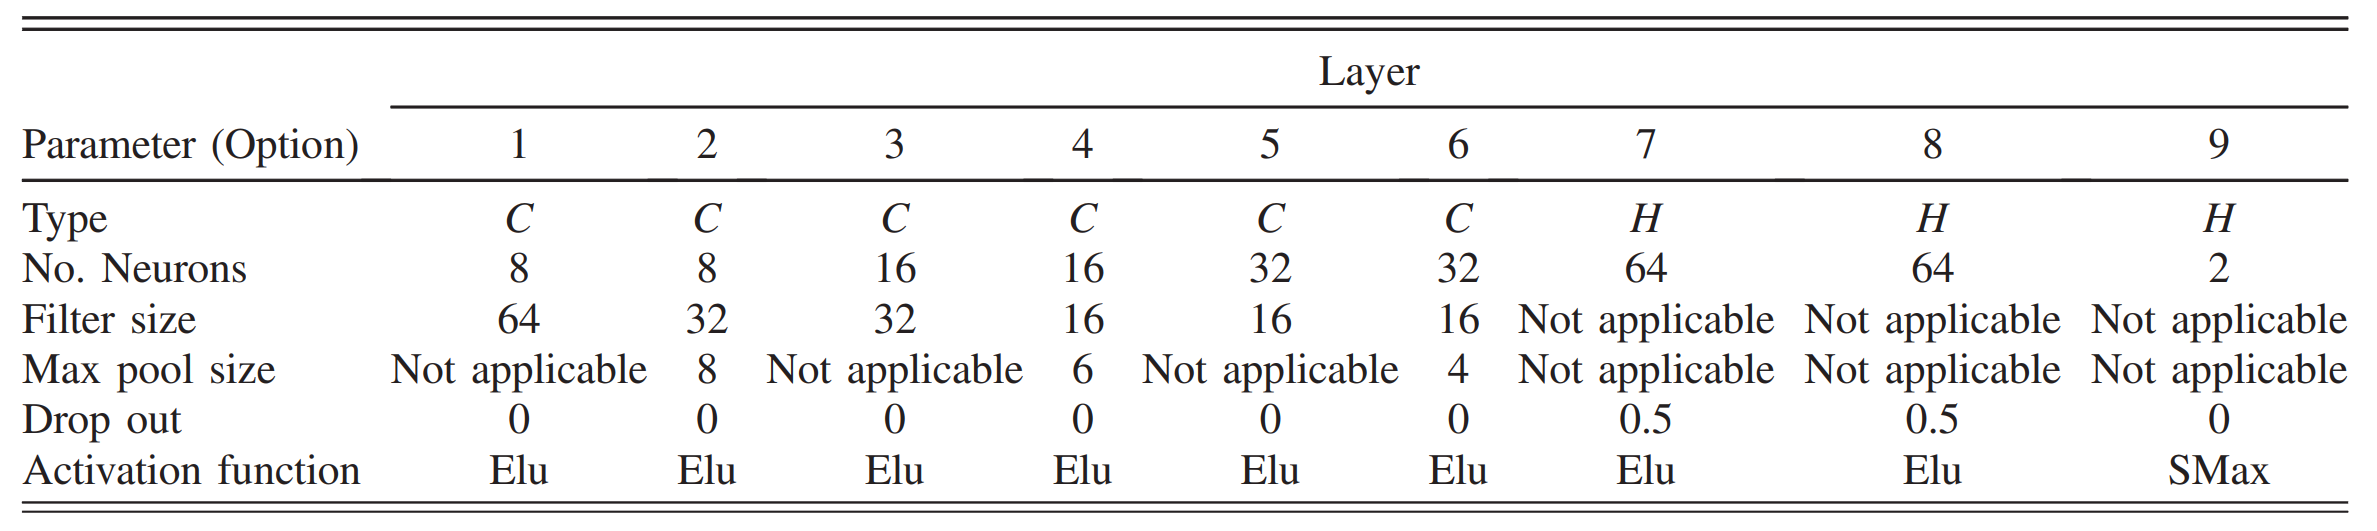 Layer
Parameter (Option) 1 2 3 4 5 6 7 8 9
Type C C C C C C H H H
No. Neurons 8 8 16 16 32 32 64 64 2
Filter size 64 32 32 16 16 16 Not applicable Not applicable Not applicable
Max pool size Not applicable 8 Not applicable 6 Not applicable 4 Not applicable Not applicable Not applicable
Drop out 0 0 0 0 0 0 0.5 0.5 0
Activation function Elu Elu Elu Elu Elu Elu Elu Elu SMax